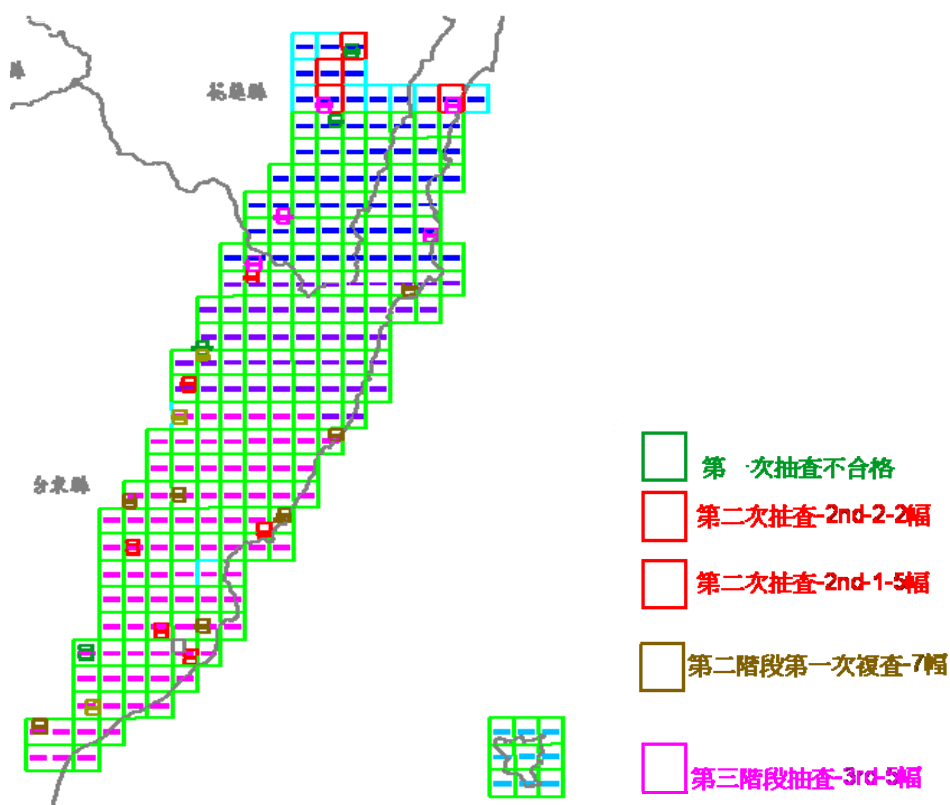 花蓮縣
台東縣
第一次抽查不合格
第二次抽查-2nd-2-2幅
第二次抽查-2nd-1-5幅
第二階段第一次複查-7幅
第三階段抽查-3rd-5幅